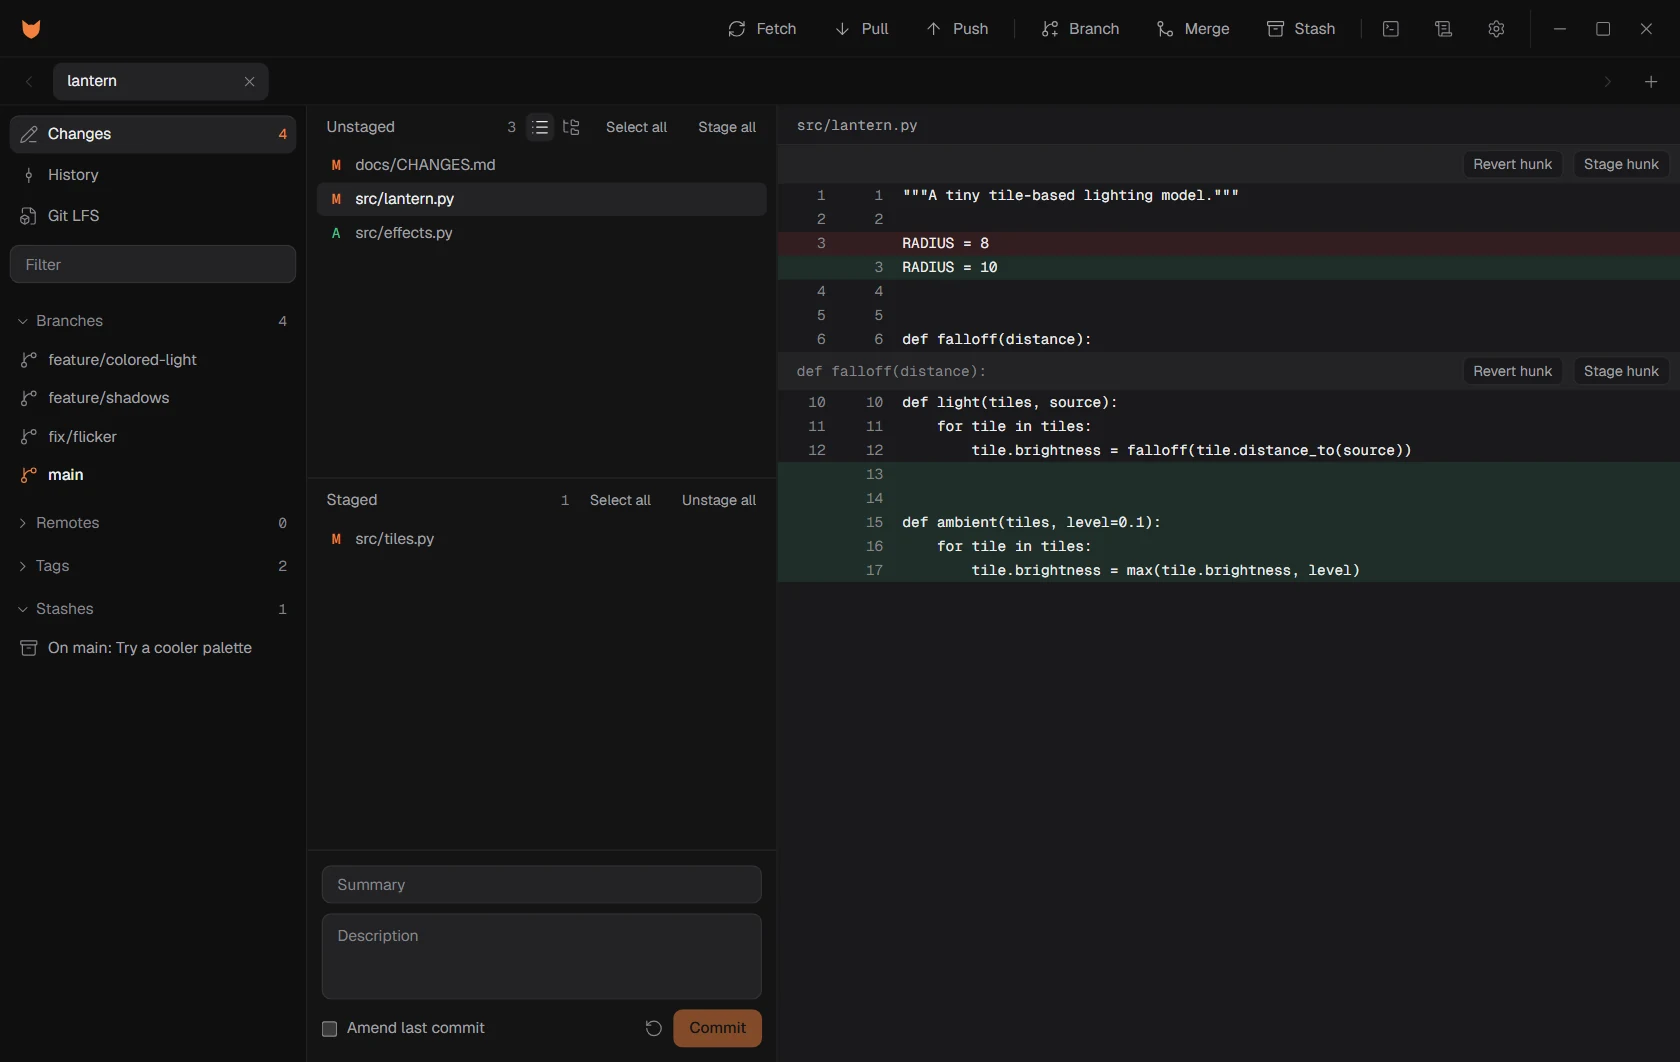 Fetch
Pull
Push
Branch
Merge
Stash
lantern
Changes 4
History
Git LFS
Filter
Branches 4
feature/colored-light
feature/shadows
fix/flicker
main
Remotes 0
Tags 2
Stashes 1
On main: Try a cooler palette
Unstaged 3 Select all Stage all
M docs/CHANGES.md
M src/lantern.py
A src/effects.py
Staged 1 Select all Unstage all
M src/tiles.py
Summary
Description
Amend last commit
Commit
src/lantern.py
Revert hunk Stage hunk
1 1 """A tiny tile-based lighting model."""
2 2
3 RADIUS = 8
3 RADIUS = 10
4 4
5 5
6 6 def falloff(distance):
def falloff(distance): Revert hunk Stage hunk
10 10 def light(tiles, source):
11 11 for tile in tiles:
12 12 tile.brightness = falloff(tile.distance_to(source))
13
14
15 def ambient(tiles, level=0.1):
16 for tile in tiles:
17 tile.brightness = max(tile.brightness, level)